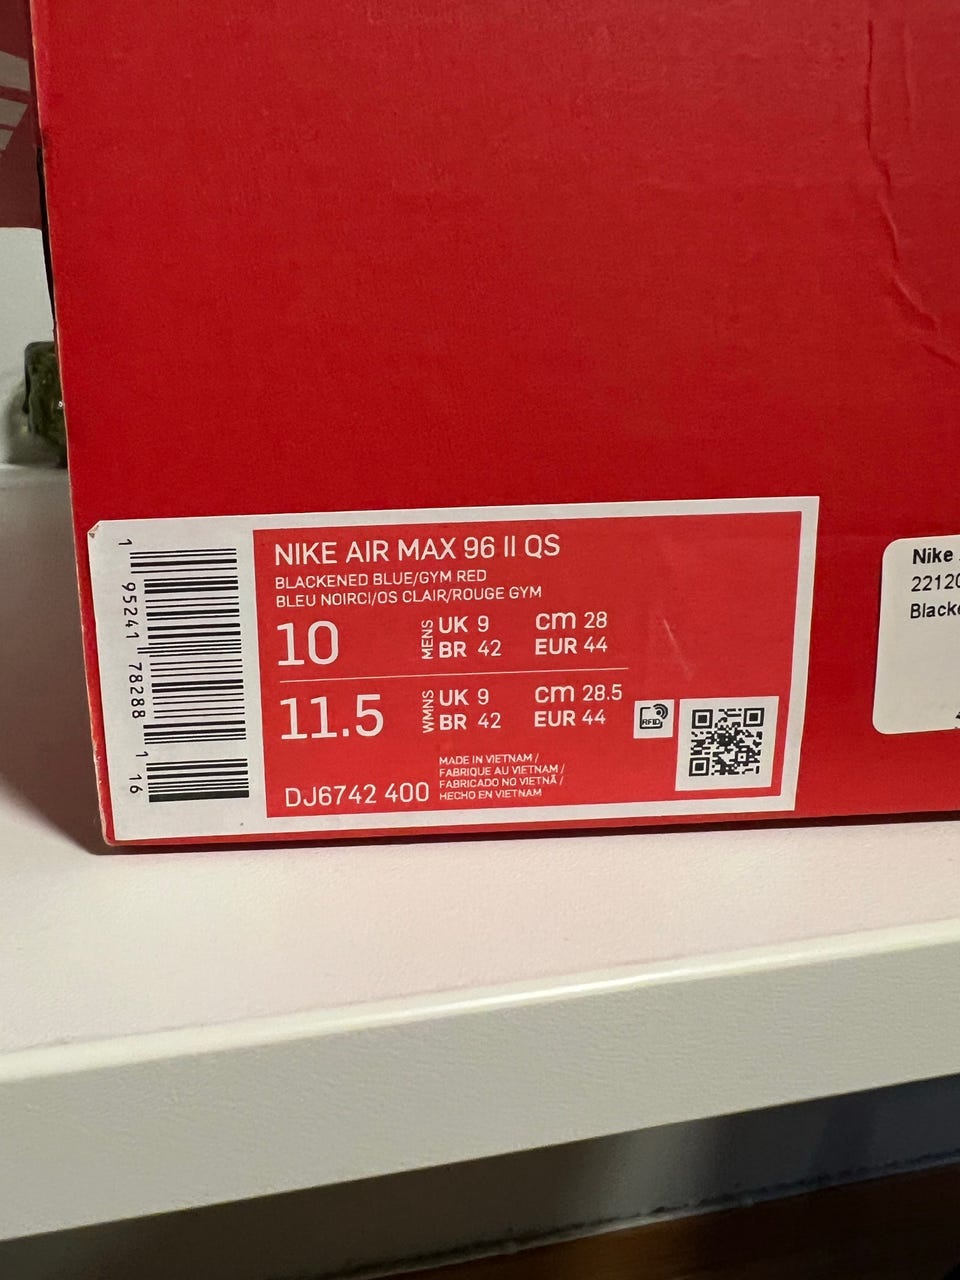 NIKE AIR MAX 96 II QS
BLACKENED BLUE/GYM RED
BLEU NOIRCI/OS CLAIR/ROUGE GYM
10 MENS UK 9 cm 28
BR 42 EUR 44
11.5 WMNS UK 9 cm 28.5
BR 42 EUR 44
RFID
DJ6742 400
MADE IN VIETNAM /
FABRIQUE AU VIETNAM /
FABRICADO NO VIETNÃ /
HECHO EN VIETNAM
1 95241 78288 1 16
Nike
22120
Blacke